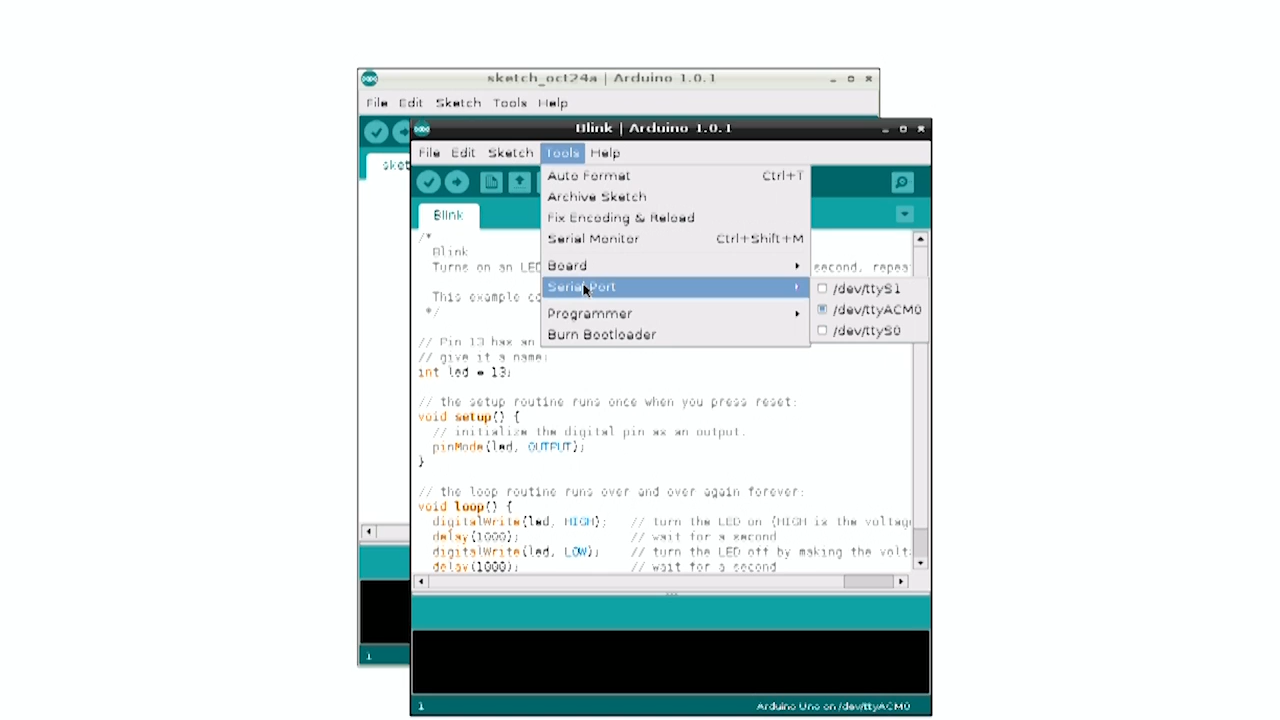 sketch_oct24a | Arduino 1.0.1
File Edit Sketch Tools Help
Blink | Arduino 1.0.1
File Edit Sketch Tools Help
Auto Format Ctrl+T
Archive Sketch
Fix Encoding & Reload
Serial Monitor Ctrl+Shift+M
Board
Serial Port
Programmer
Burn Bootloader
/dev/ttyS1
/dev/ttyACM0
/dev/ttyS0
sket
Blink
/*
Blink
Turns on an LED second, repea
This example co
*/
// Pin 13 has an
// give it a name:
int led = 13;
// the setup routine runs once when you press reset:
void setup() {
// initialize the digital pin as an output.
pinMode(led, OUTPUT);
}
// the loop routine runs over and over again forever:
void loop() {
digitalWrite(led, HIGH); // turn the LED on (HIGH is the voltag
delay(1000); // wait for a second
digitalWrite(led, LOW); // turn the LED off by making the volt
delay(1000); // wait for a second
1
1 Arduino Uno on /dev/ttyACM0